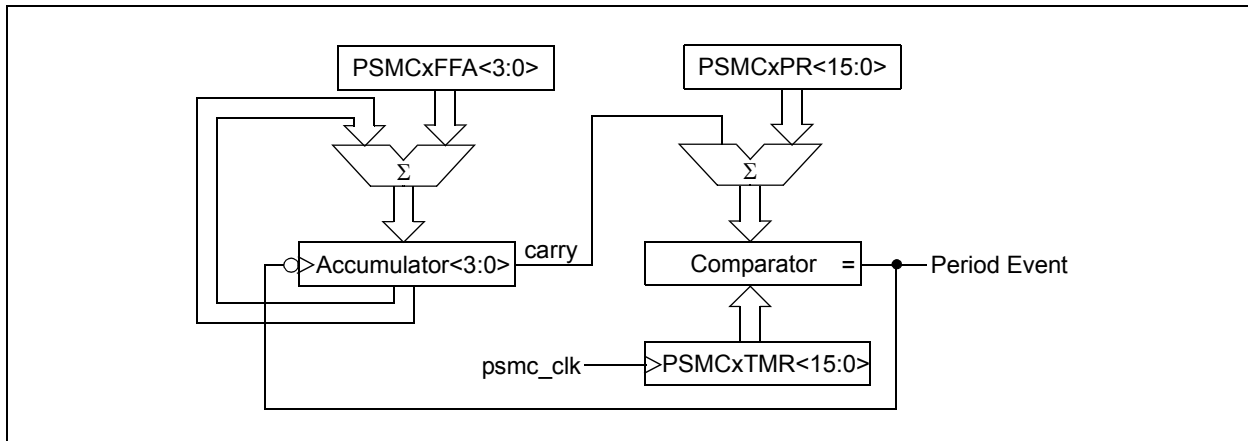 PSMCxFFA<3:0>
PSMCxPR<15:0>
Σ
Σ
Accumulator<3:0>
carry
Comparator =
Period Event
psmc_clk
PSMCxTMR<15:0>